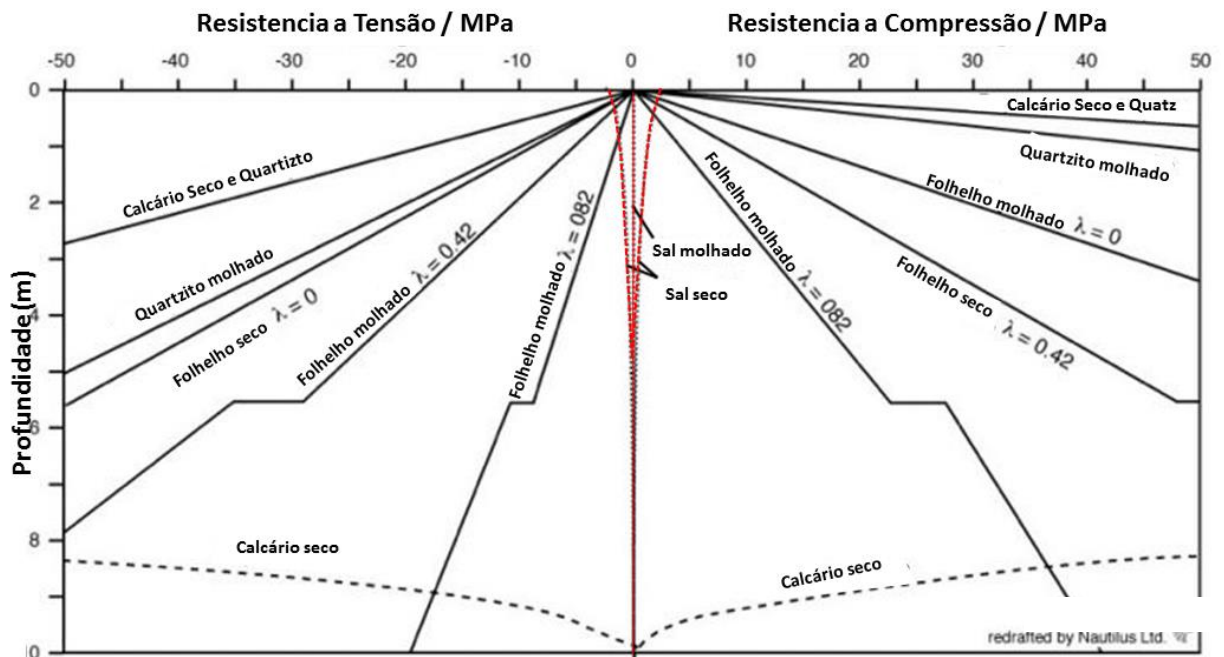 Resistencia a Tensão / MPa
Resistencia a Compressão / MPa
-50 -40 -30 -20 -10 0 10 20 30 40 50
Profundidade (m)
0
2
4
6
8
0
Calcário Seco e Quartizto
Quartzito molhado
Folhelho seco λ = 0
Folhelho molhado λ = 0.42
Folhelho molhado λ = 082
Sal molhado
Sal seco
Folhelho molhado λ = 082
Folhelho seco λ = 0.42
Folhelho molhado λ = 0
Quartzito molhado
Calcário Seco e Quatz
Calcário seco
Calcário seco
redrafted by Nautilus Ltd.